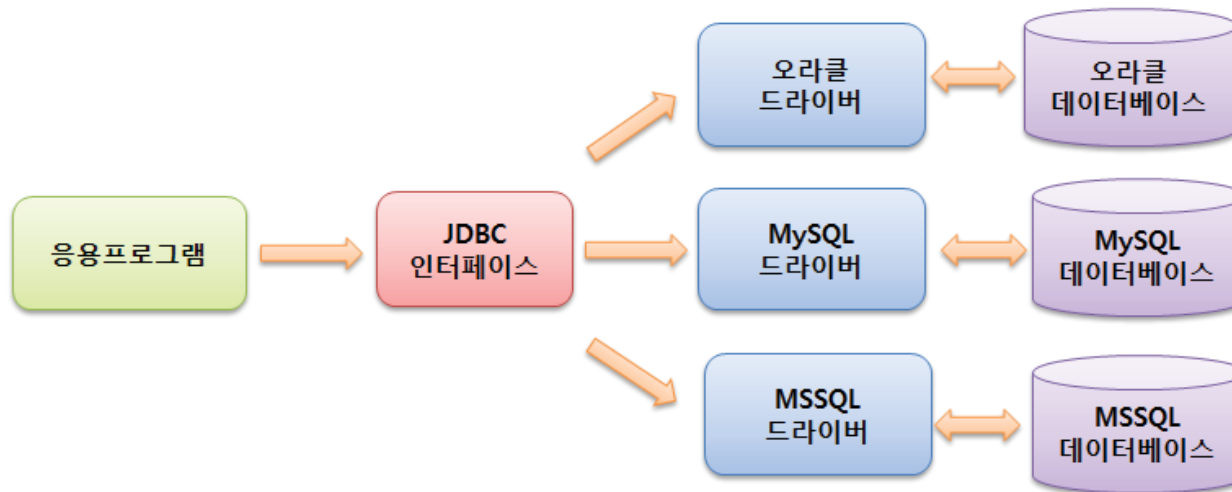 응용프로그램
JDBC
인터페이스
오라클
드라이버
오라클
데이터베이스
MySQL
드라이버
MySQL
데이터베이스
MSSQL
드라이버
MSSQL
데이터베이스